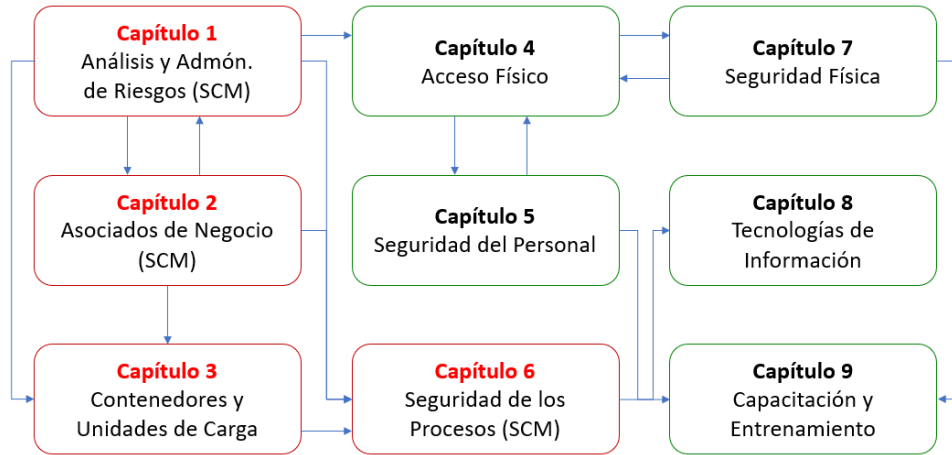 Capítulo 1
Análisis y Admón.
de Riesgos (SCM)
Capítulo 4
Acceso Físico
Capítulo 7
Seguridad Física
Capítulo 2
Asociados de Negocio
(SCM)
Capítulo 5
Seguridad del Personal
Capítulo 8
Tecnologías de
Información
Capítulo 3
Contenedores y
Unidades de Carga
Capítulo 6
Seguridad de los
Procesos (SCM)
Capítulo 9
Capacitación y
Entrenamiento